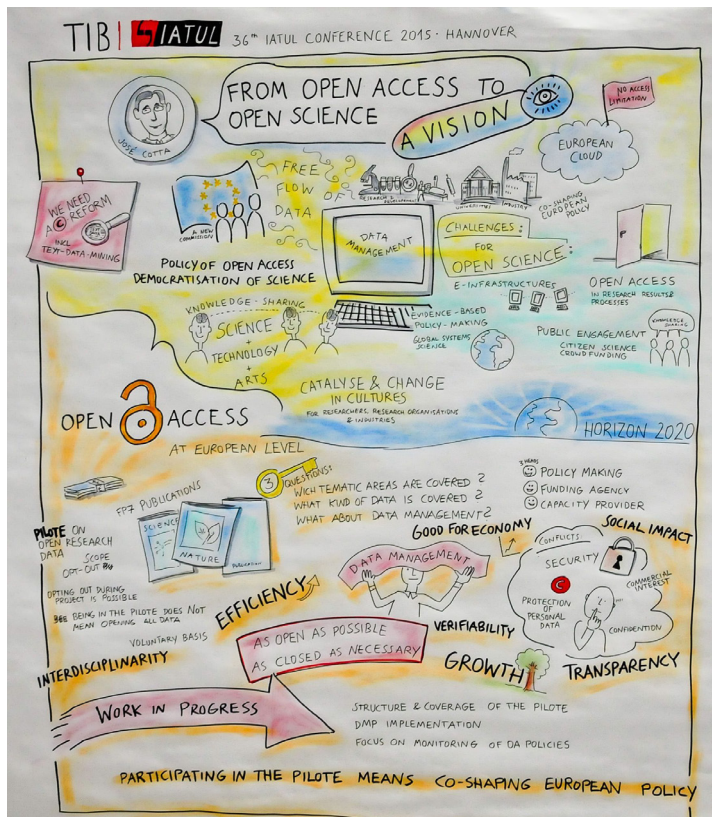 TIB IATUL 36TH IATUL CONFERENCE 2015 · HANNOVER
FROM OPEN ACCESS TO
OPEN SCIENCE
A VISION
JOSÉ COTTA
NO ACCESS
LIMITATION
EUROPEAN
CLOUD
WE NEED
A © REFORM
INCL
TEXT-DATA-MINING
A NEW
COMMISSION
FREE
FLOW OF
DATA
RESEARCH &
UNIVERSITIES
INDUSTRY
CO-SHAPING
EUROPEAN
POLICY
DATA
MANAGEMENT
CHALLENGES:
FOR
OPEN SCIENCE:
POLICY OF OPEN ACCESS
DEMOCRATISATION OF SCIENCE
E-INFRASTRUCTURES
OPEN ACCESS
IN RESEARCH RESULTS &
PROCESSES
KNOWLEDGE-SHARING
SCIENCE
+
TECHNOLOGY
+
ARTS
EVIDENCE-BASED
POLICY-MAKING
GLOBAL SYSTEMS
SCIENCE
KNOWLEDGE
SHARING
PUBLIC ENGAGEMENT
CITIZEN SCIENCE
CROWD FUNDING
CATALYSE & CHANGE
IN CULTURES
FOR RESEARCHERS, RESEARCH ORGANISATIONS
& INDUSTRIES
OPEN ACCESS
AT EUROPEAN LEVEL
HORIZON 2020
3 QUESTIONS:
WICH TEMATIC AREAS ARE COVERED?
WHAT KIND OF DATA IS COVERED?
WHAT ABOUT DATA MANAGEMENT?
POLICY MAKING
FUNDING AGENCY
CAPACITY PROVIDER
FP7 PUBLICATIONS
SCIENCE
NATURE
PUBLICATION
PILOTE ON
OPEN RESEARCH
DATA
SCOPE
OPT-OUT
OPTING OUT DURING
PROJECT IS POSSIBLE
BEING IN THE PILOTE DOES NOT
MEAN OPENING ALL DATA
VOLUNTARY BASIS
GOOD FOR ECONOMY
SOCIAL IMPACT
EFFICIENCY
DATA MANAGEMENT
CONFLICTS:
SECURITY
COMMERCIAL
INTEREST
©
PROTECTION
OF PERSONAL
DATA
CONFIDENTION
VERIFIABILITY
AS OPEN AS POSSIBLE
AS CLOSED AS NECESSARY
INTERDISCIPLINARITY
GROWTH
TRANSPARENCY
WORK IN PROGRESS
STRUCTURE & COVERAGE OF THE PILOTE
DMP IMPLEMENTATION
FOCUS ON MONITORING OF OA POLICIES
PARTICIPATING IN THE PILOTE MEANS CO-SHAPING EUROPEAN POLICY